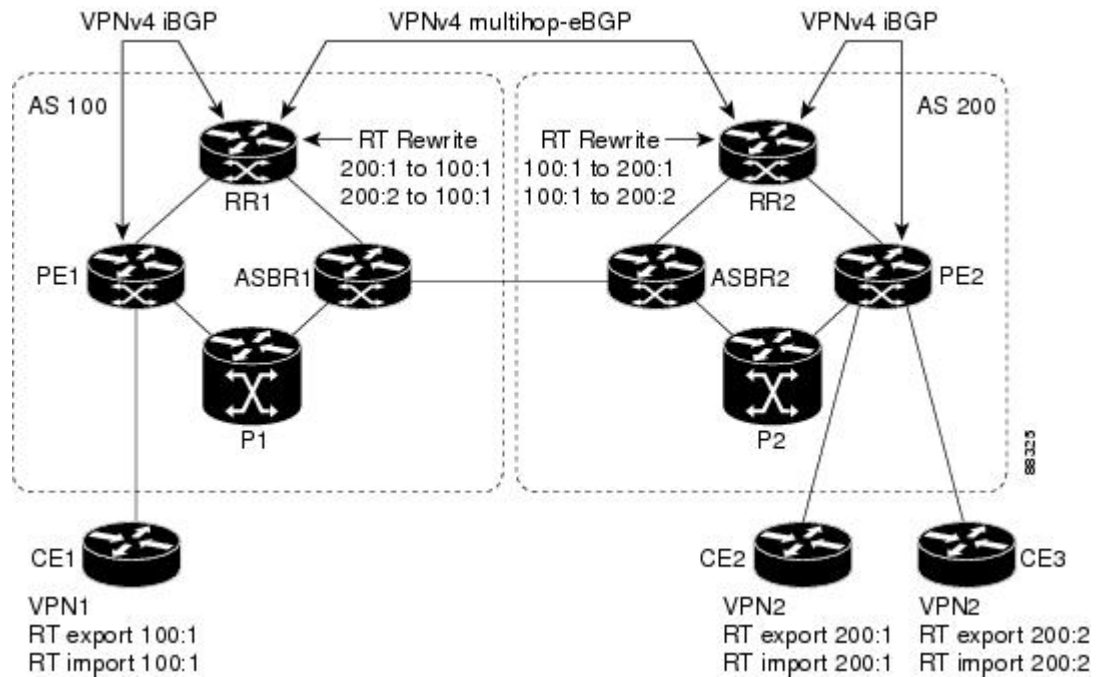 VPNv4 iBGP
VPNv4 multihop-eBGP
VPNv4 iBGP
AS 100
AS 200
RT Rewrite
200:1 to 100:1
200:2 to 100:1
RT Rewrite
100:1 to 200:1
100:1 to 200:2
RR1
RR2
PE1
ASBR1
ASBR2
PE2
P1
P2
88325
CE1
CE2
CE3
VPN1
RT export 100:1
RT import 100:1
VPN2
RT export 200:1
RT import 200:1
VPN2
RT export 200:2
RT import 200:2